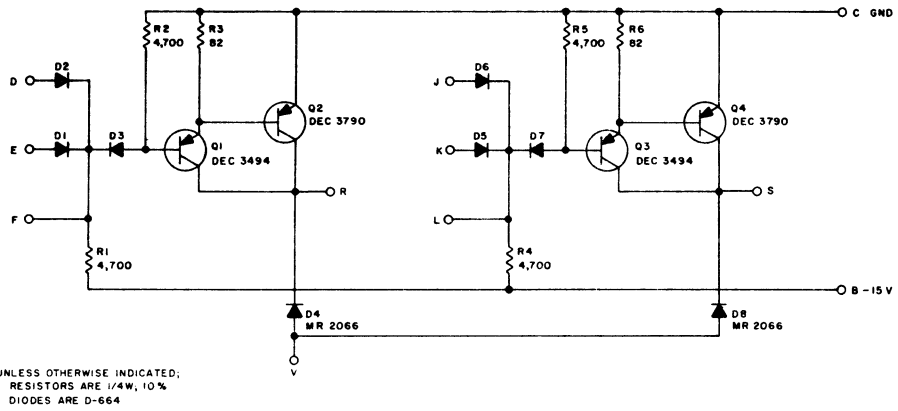 R2
4,700
R3
82
R5
4,700
R6
82
C GND
D
D2
Q2
DEC 3790
J
D6
Q4
DEC 3790
E
D1
D3
Q1
DEC 3494
K
D5
D7
Q3
DEC 3494
R
S
F
L
R1
4,700
R4
4,700
B -15V
D4
MR 2066
D8
MR 2066
V
UNLESS OTHERWISE INDICATED;
RESISTORS ARE 1/4W; 10%
DIODES ARE D-664